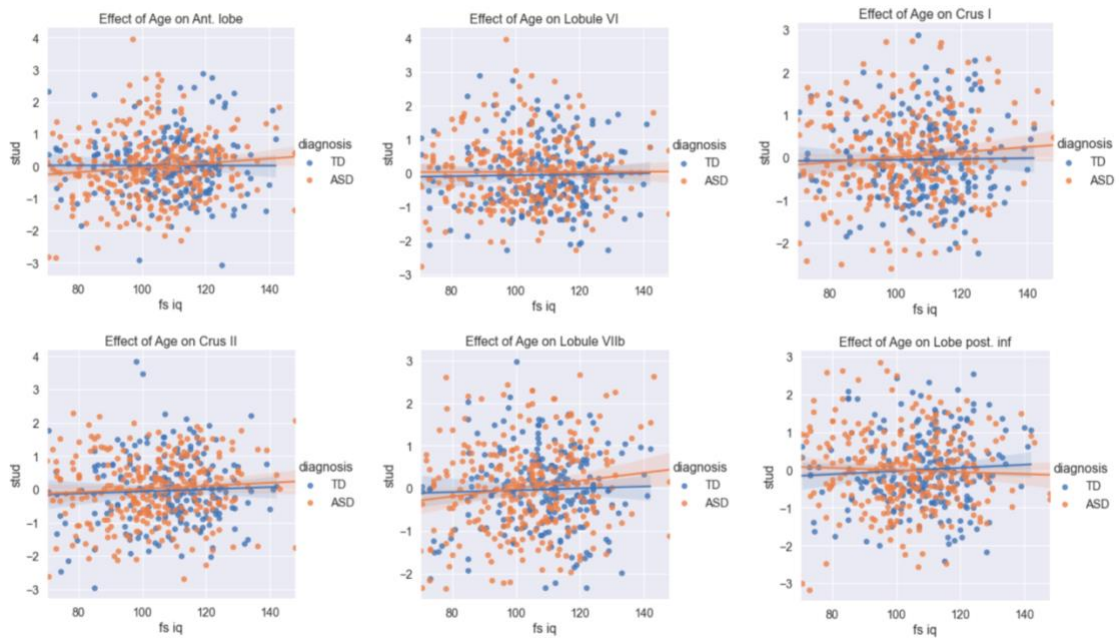 Effect of Age on Ant. lobe
4
3
2
1
0
−1
−2
−3
stud
80 100 120 140
fs iq
diagnosis
TD
ASD
Effect of Age on Lobule VI
4
3
2
1
0
−1
−2
−3
stud
80 100 120 140
fs iq
diagnosis
TD
ASD
Effect of Age on Crus I
3
2
1
0
−1
−2
stud
80 100 120 140
fs iq
diagnosis
TD
ASD
Effect of Age on Crus II
4
3
2
1
0
−1
−2
−3
stud
80 100 120 140
fs iq
diagnosis
TD
ASD
Effect of Age on Lobule VIIb
3
2
1
0
−1
−2
stud
80 100 120 140
fs iq
diagnosis
TD
ASD
Effect of Age on Lobe post. inf
3
2
1
0
−1
−2
−3
stud
80 100 120 140
fs iq
diagnosis
TD
ASD